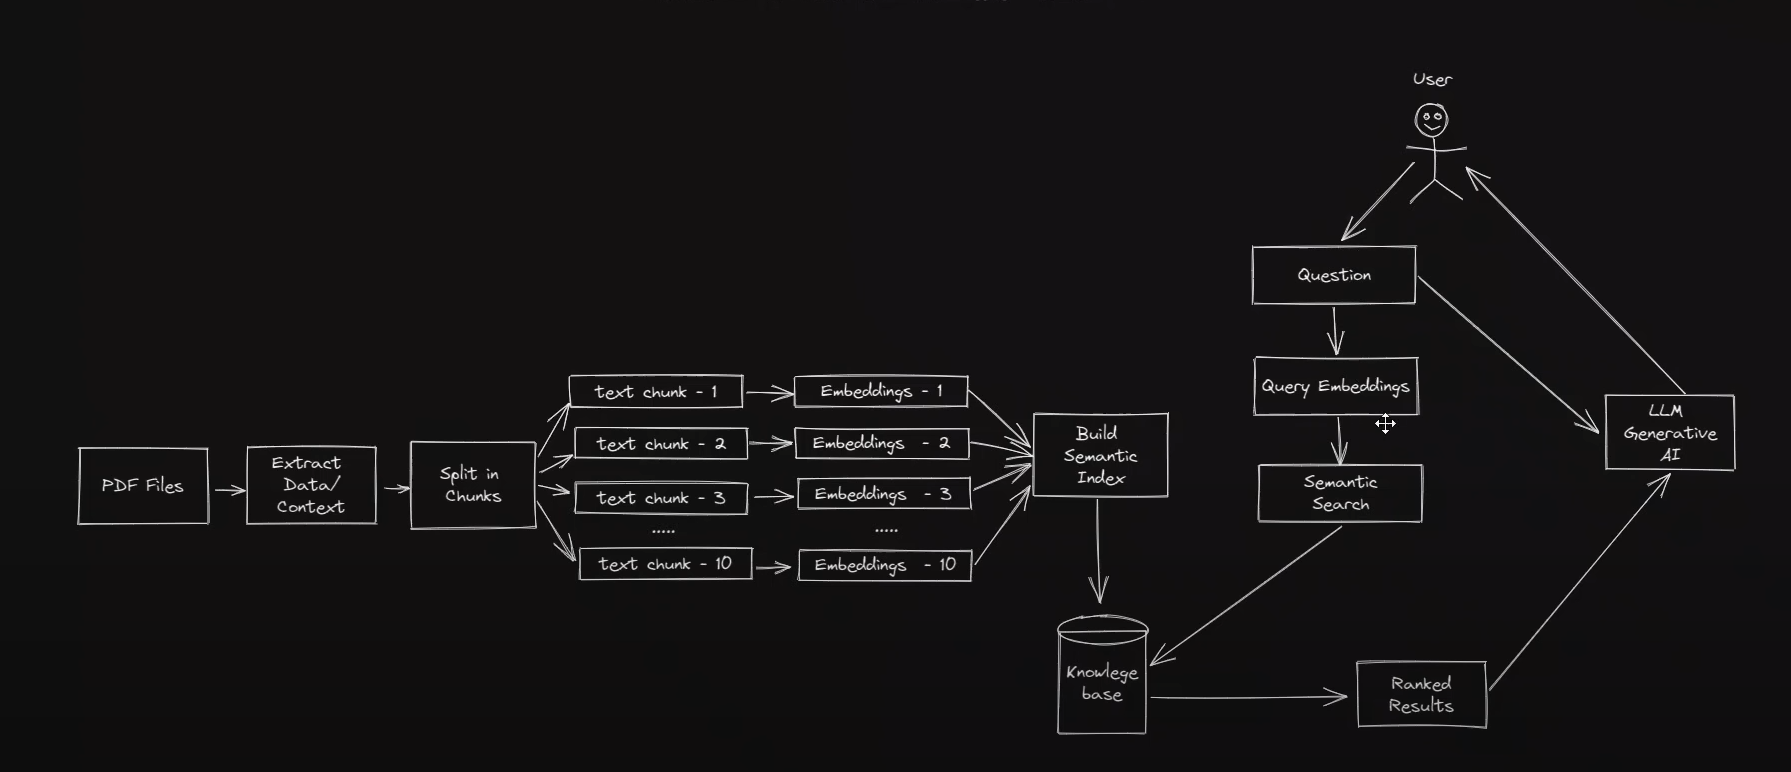 User
Question
Query Embeddings
Semantic
Search
LLM
Generative
AI
PDF Files
Extract
Data/
Context
Split in
Chunks
text chunk - 1
text chunk - 2
text chunk - 3
.....
text chunk - 10
Embeddings - 1
Embeddings - 2
Embeddings - 3
.....
Embeddings - 10
Build
Semantic
Index
Knowlege
base
Ranked
Results